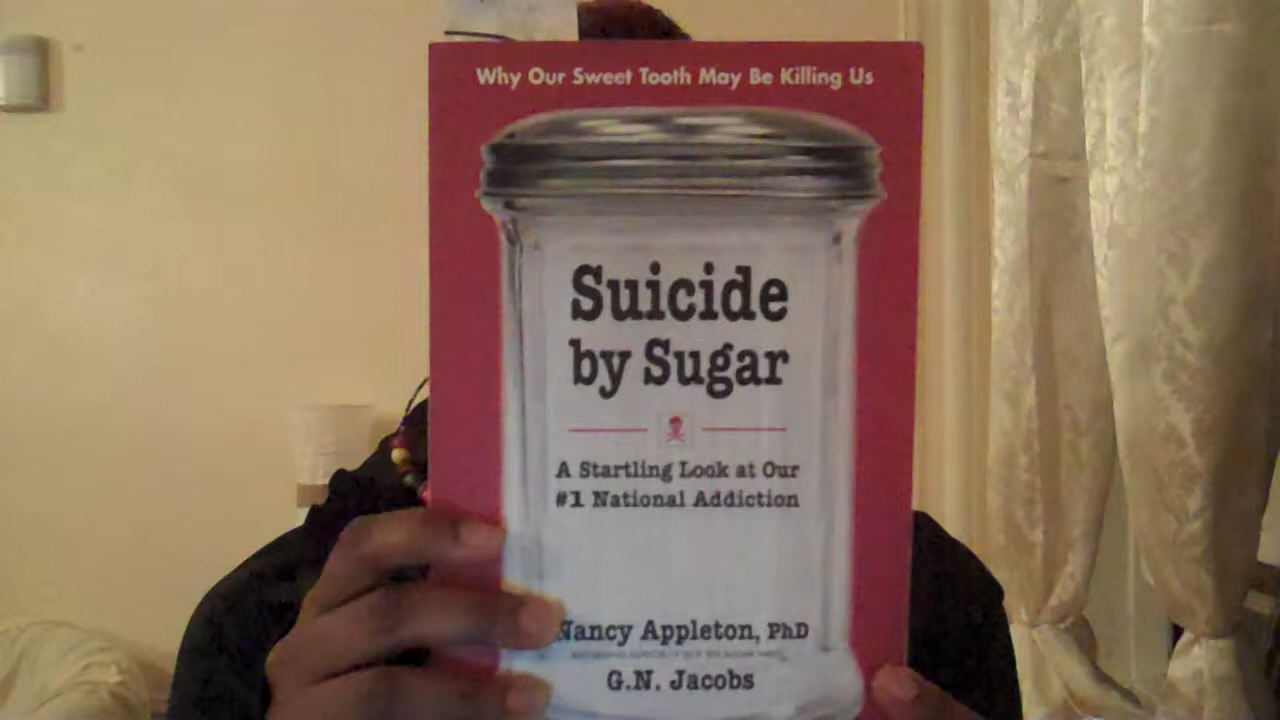 Why Our Sweet Tooth May Be Killing Us
Suicide
by Sugar
A Startling Look at Our
#1 National Addiction
Nancy Appleton, PhD
G.N. Jacobs